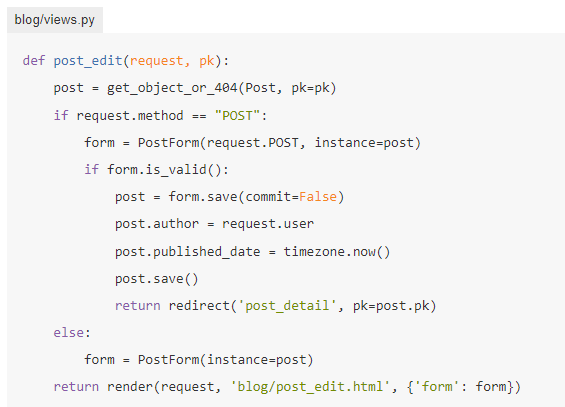 blog/views.py
def post_edit(request, pk):
    post = get_object_or_404(Post, pk=pk)
    if request.method == "POST":
        form = PostForm(request.POST, instance=post)
        if form.is_valid():
            post = form.save(commit=False)
            post.author = request.user
            post.published_date = timezone.now()
            post.save()
            return redirect('post_detail', pk=post.pk)
    else:
        form = PostForm(instance=post)
    return render(request, 'blog/post_edit.html', {'form': form})